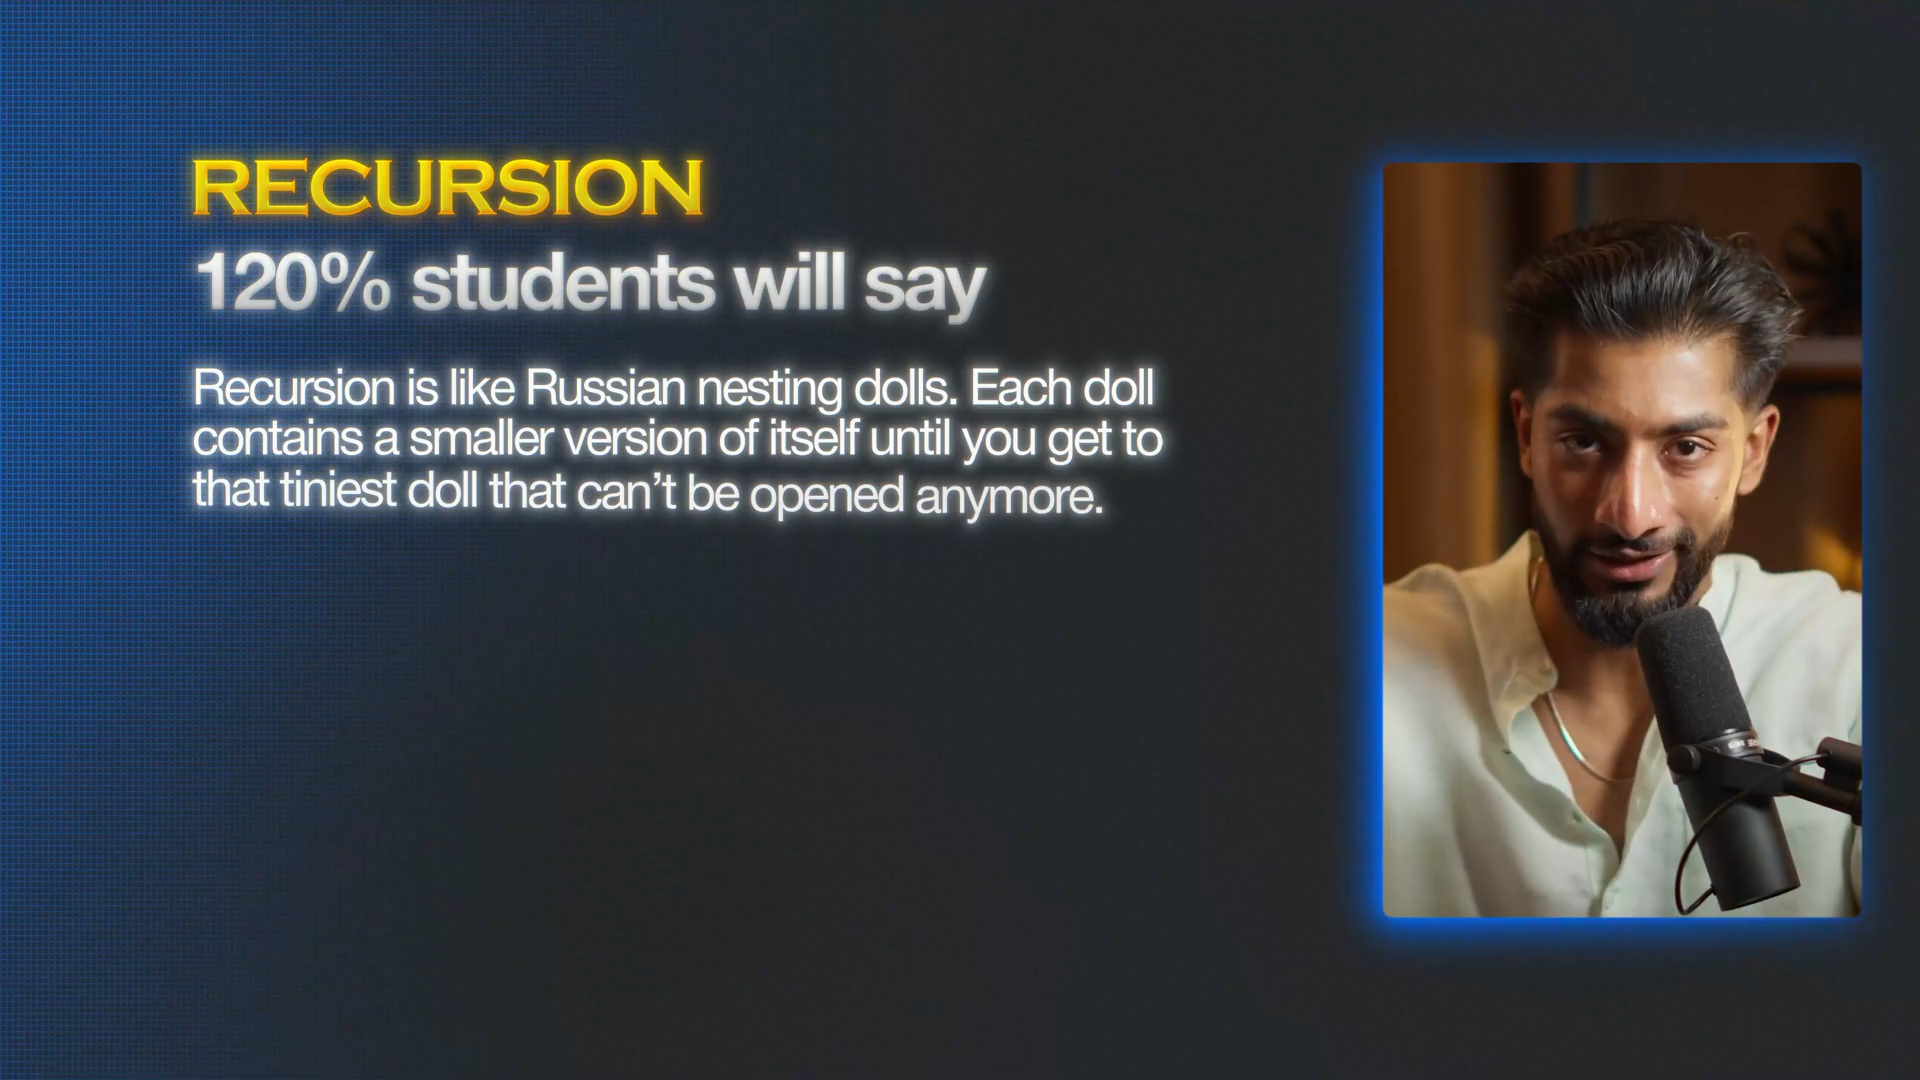 RECURSION
120% students will say
Recursion is like Russian nesting dolls. Each doll
contains a smaller version of itself until you get to
that tiniest doll that can’t be opened anymore.